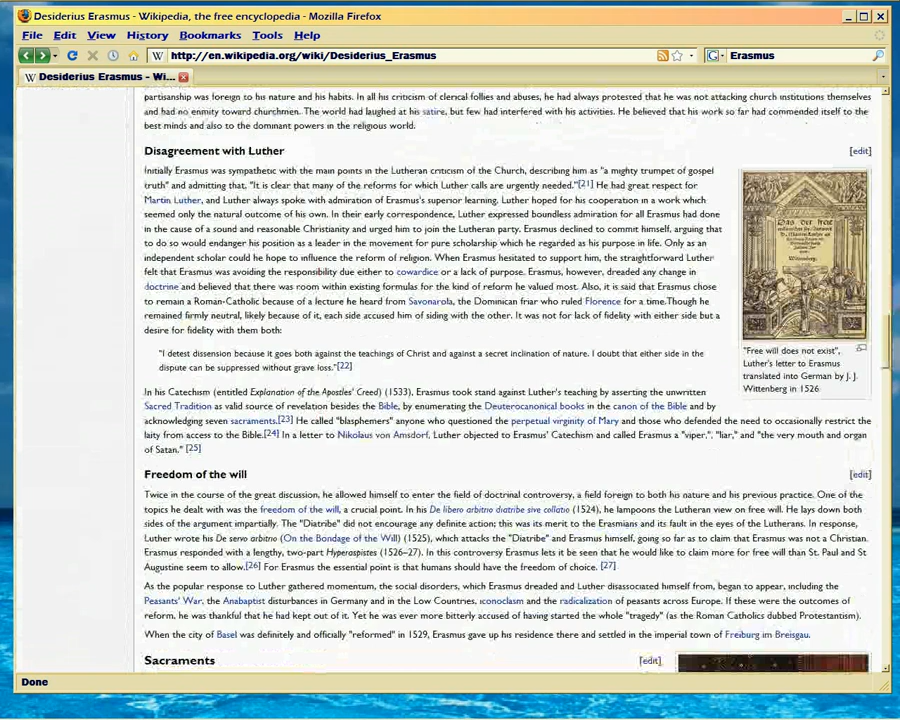 Desiderius Erasmus - Wikipedia, the free encyclopedia - Mozilla Firefox
File Edit View History Bookmarks Tools Help
W http://en.wikipedia.org/wiki/Desiderius_Erasmus G Erasmus
W Desiderius Erasmus - Wi...
partisanship was foreign to his nature and his habits. In all his criticism of clerical follies and abuses, he had always protested that he was not attacking church institutions themselves
and had no enmity toward churchmen. The world had laughed at his satire, but few had interfered with his activities. He believed that his work so far had commended itself to the
best minds and also to the dominant powers in the religious world.
Disagreement with Luther [edit]
Initially Erasmus was sympathetic with the main points in the Lutheran criticism of the Church, describing him as "a mighty trumpet of gospel
truth" and admitting that, "It is clear that many of the reforms for which Luther calls are urgently needed."[21] He had great respect for
Martin Luther, and Luther always spoke with admiration of Erasmus's superior learning. Luther hoped for his cooperation in a work which
seemed only the natural outcome of his own. In their early correspondence, Luther expressed boundless admiration for all Erasmus had done
in the cause of a sound and reasonable Christianity and urged him to join the Lutheran party. Erasmus declined to commit himself, arguing that
to do so would endanger his position as a leader in the movement for pure scholarship which he regarded as his purpose in life. Only as an
independent scholar could he hope to influence the reform of religion. When Erasmus hesitated to support him, the straightforward Luther
felt that Erasmus was avoiding the responsibility due either to cowardice or a lack of purpose. Erasmus, however, dreaded any change in
doctrine and believed that there was room within existing formulas for the kind of reform he valued most. Also, it is said that Erasmus chose
to remain a Roman-Catholic because of a lecture he heard from Savonarola, the Dominican friar who ruled Florence for a time.Though he
remained firmly neutral, likely because of it, each side accused him of siding with the other. It was not for lack of fidelity with either side but a
desire for fidelity with them both:
"I detest dissension because it goes both against the teachings of Christ and against a secret inclination of nature. I doubt that either side in the
dispute can be suppressed without grave loss."[22]
"Free will does not exist",
Luther's letter to Erasmus
translated into German by J. J.
Wittenberg in 1526
In his Catechism (entitled Explanation of the Apostles' Creed) (1533), Erasmus took stand against Luther's teaching by asserting the unwritten
Sacred Tradition as valid source of revelation besides the Bible, by enumerating the Deuterocanonical books in the canon of the Bible and by
acknowledging seven sacraments.[23] He called "blasphemers" anyone who questioned the perpetual virginity of Mary and those who defended the need to occasionally restrict the
laity from access to the Bible.[24] In a letter to Nikolaus von Amsdorf, Luther objected to Erasmus' Catechism and called Erasmus a "viper," "liar," and "the very mouth and organ
of Satan." [25]
Freedom of the will [edit]
Twice in the course of the great discussion, he allowed himself to enter the field of doctrinal controversy, a field foreign to both his nature and his previous practice. One of the
topics he dealt with was the freedom of the will, a crucial point. In his De libero arbitrio diatribe sive collatio (1524), he lampoons the Lutheran view on free will. He lays down both
sides of the argument impartially. The "Diatribe" did not encourage any definite action; this was its merit to the Erasmians and its fault in the eyes of the Lutherans. In response,
Luther wrote his De servo arbitrio (On the Bondage of the Will) (1525), which attacks the "Diatribe" and Erasmus himself, going so far as to claim that Erasmus was not a Christian.
Erasmus responded with a lengthy, two-part Hyperaspistes (1526–27). In this controversy Erasmus lets it be seen that he would like to claim more for free will than St. Paul and St
Augustine seem to allow.[26] For Erasmus the essential point is that humans should have the freedom of choice. [27]
As the popular response to Luther gathered momentum, the social disorders, which Erasmus dreaded and Luther disassociated himself from, began to appear, including the
Peasants' War, the Anabaptist disturbances in Germany and in the Low Countries, iconoclasm and the radicalization of peasants across Europe. If these were the outcomes of
reform, he was thankful that he had kept out of it. Yet he was ever more bitterly accused of having started the whole "tragedy" (as the Roman Catholics dubbed Protestantism).
When the city of Basel was definitely and officially "reformed" in 1529, Erasmus gave up his residence there and settled in the imperial town of Freiburg im Breisgau.
Sacraments [edit]
Done